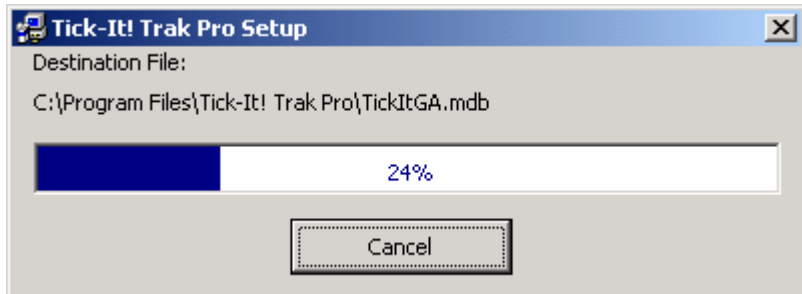 Tick-It! Trak Pro Setup
Destination File:
C:\Program Files\Tick-It! Trak Pro\TickItGA.mdb
24%
Cancel